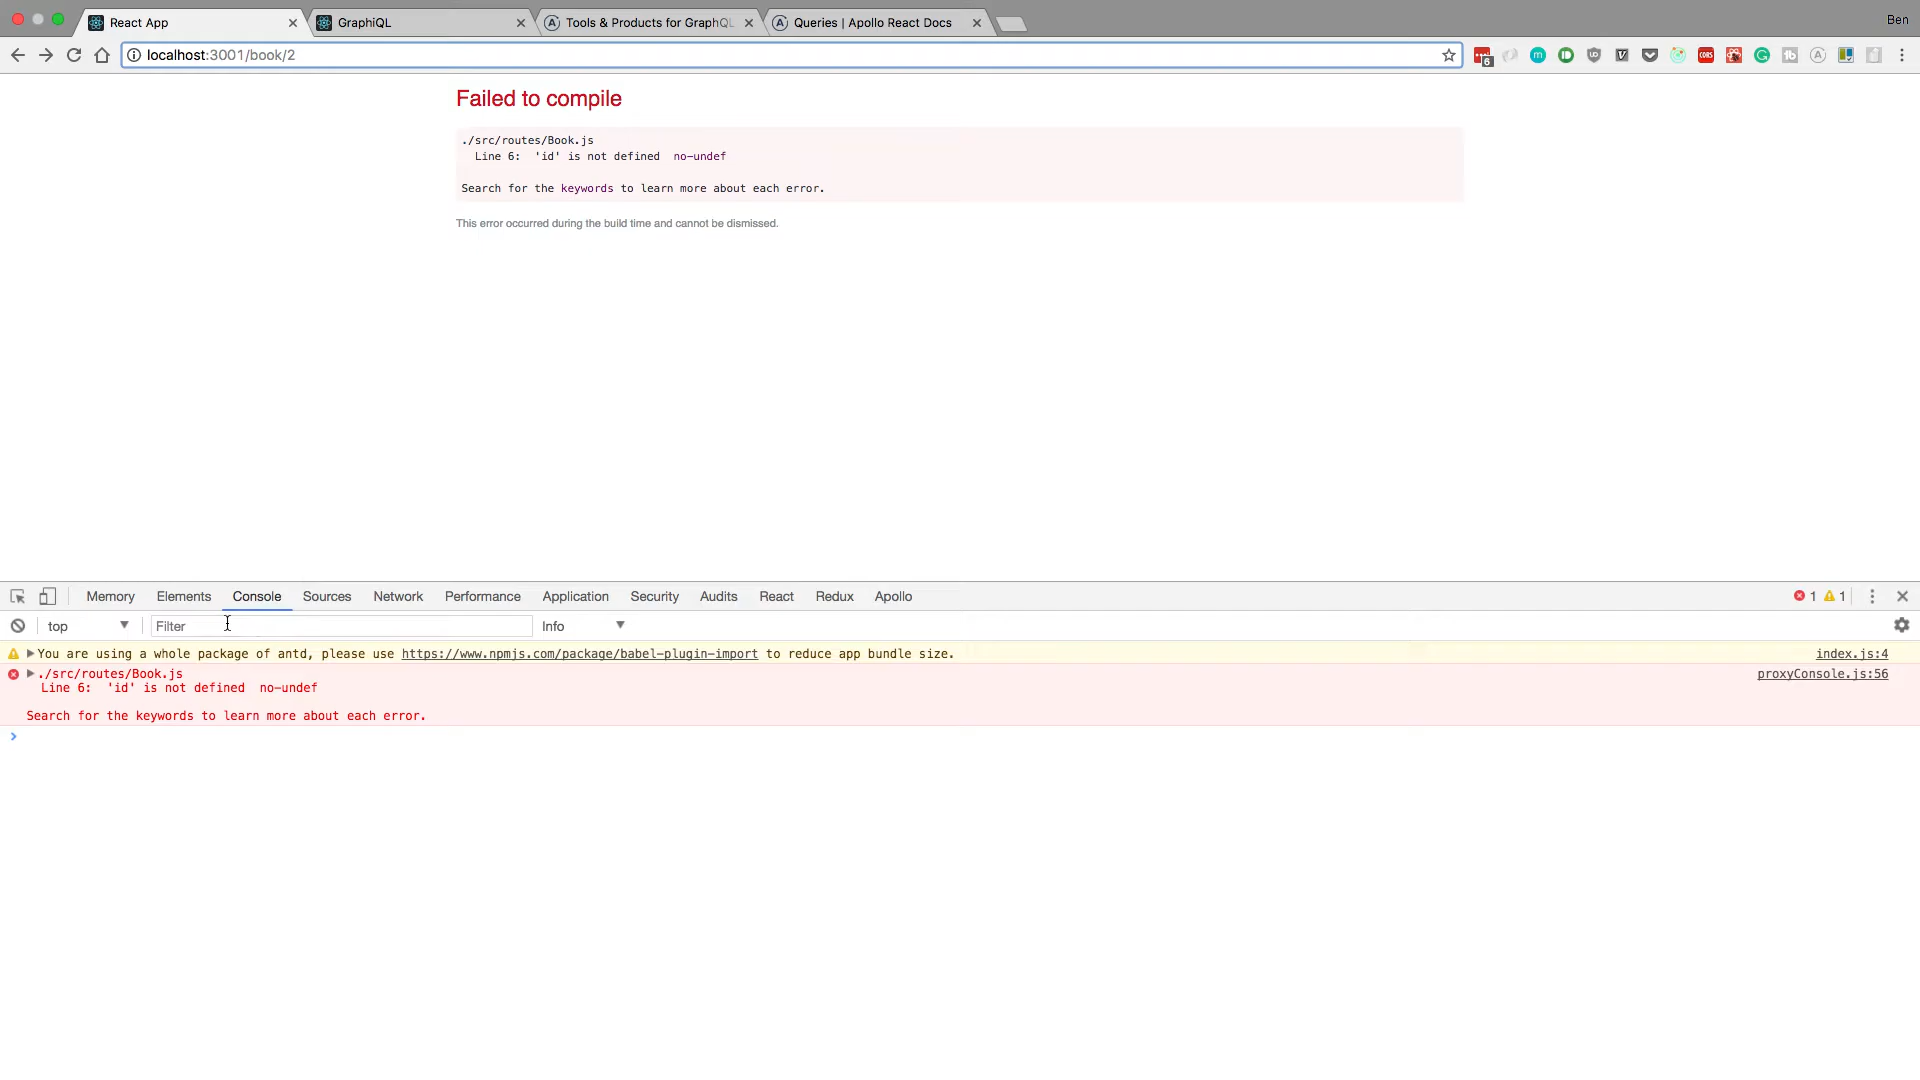 React App
GraphiQL
Tools & Products for GraphQL
Queries | Apollo React Docs
Ben
localhost:3001/book/2
Failed to compile
./src/routes/Book.js
Line 6: 'id' is not defined no-undef
Search for the keywords to learn more about each error.
This error occurred during the build time and cannot be dismissed.
Memory Elements Console Sources Network Performance Application Security Audits React Redux Apollo
1 1
top Filter Info
You are using a whole package of antd, please use https://www.npmjs.com/package/babel-plugin-import to reduce app bundle size. index.js:4
./src/routes/Book.js proxyConsole.js:56
Line 6: 'id' is not defined no-undef
Search for the keywords to learn more about each error.